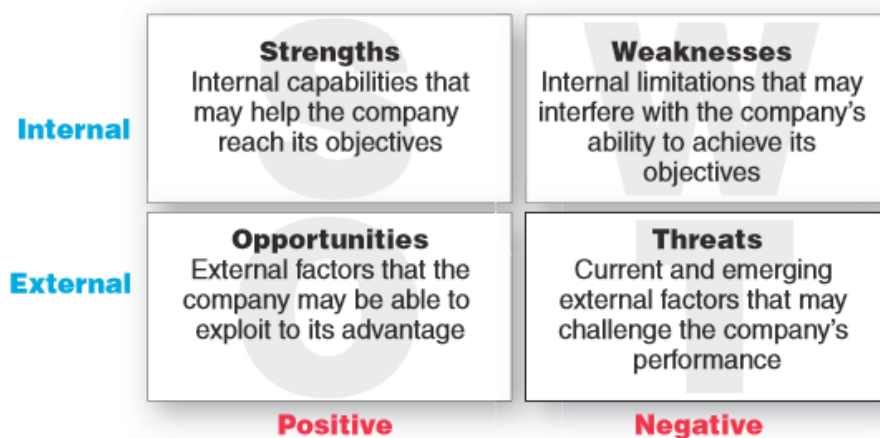 Strengths
Internal capabilities that
may help the company
reach its objectives
Weaknesses
Internal limitations that may
interfere with the company's
ability to achieve its
objectives
Internal
Opportunities
External factors that the
company may be able to
exploit to its advantage
Threats
Current and emerging
external factors that may
challenge the company's
performance
External
Positive
Negative
S
W
O
T